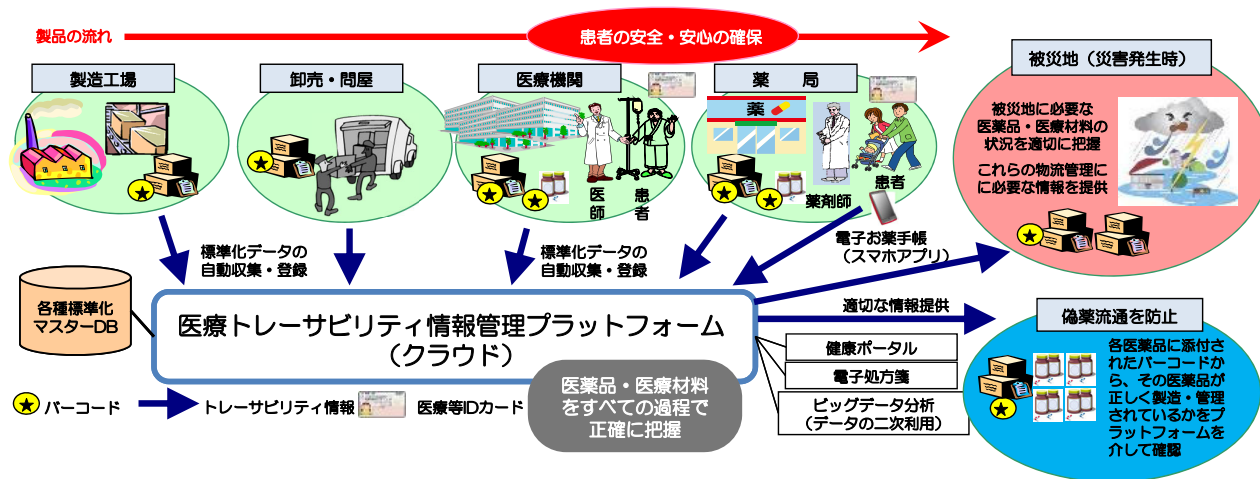 製品の流れ
患者の安全・安心の確保
製造工場
卸売・問屋
医療機関
薬 局
被災地（災害発生時）
薬
被災地に必要な
医薬品・医療材料の
状況を適切に把握
これらの物流管理に
に必要な情報を提供
医師
患者
薬剤師
患者
標準化データの
自動収集・登録
標準化データの
自動収集・登録
電子お薬手帳
（スマホアプリ）
各種標準化
マスターDB
医療トレーサビリティ情報管理プラットフォーム
（クラウド）
適切な情報提供
偽薬流通を防止
健康ポータル
電子処方箋
ビッグデータ分析
（データの二次利用）
各医薬品に添付さ
れたバーコードか
ら、その医薬品が
正しく製造・管理
されているかをプ
ラットフォームを
介して確認
医薬品・医療材料
をすべての過程で
正確に把握
バーコード
トレーサビリティ情報
医療等IDカード